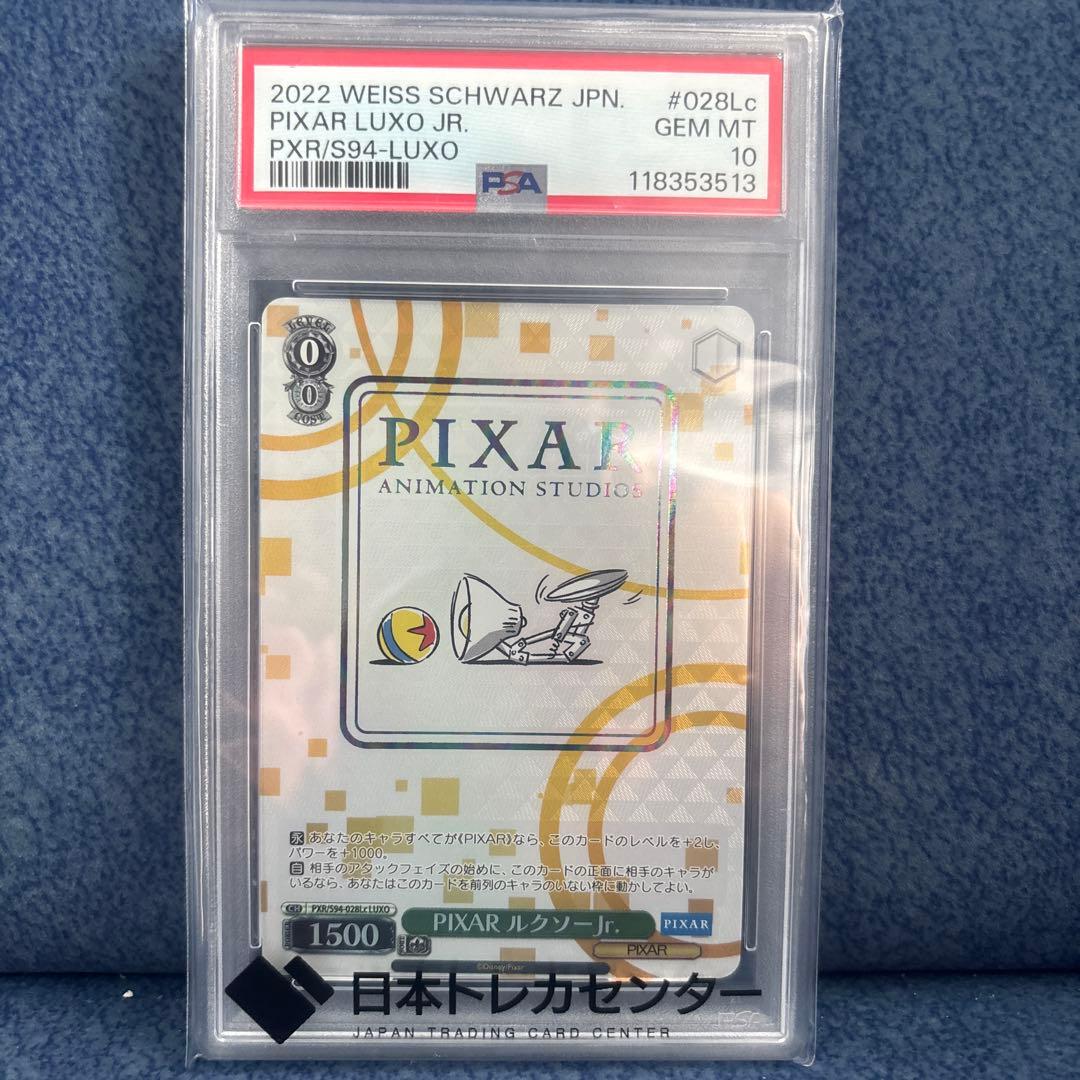 2022 WEISS SCHWARZ JPN. #028Lc
PIXAR LUXO JR. GEM MT
PXR/S94-LUXO 10
PSA 118353513
LEVEL
0
0
COST
PIXAR
ANIMATION STUDIOS
永 あなたのキャラすべてが《PIXAR》なら、このカードのレベルを+2し、
パワーを+1000。
自 相手のアタックフェイズの始めに、このカードの正面に相手のキャラが
いるなら、あなたはこのカードを前列のキャラのいない枠に動かしてよい。
CH PXR/S94-028Lc LUXO
1500 PIXAR ルクソーJr. PIXAR
PIXAR
©Disney/Pixar
日本トレカセンター
JAPAN TRADING CARD CENTER